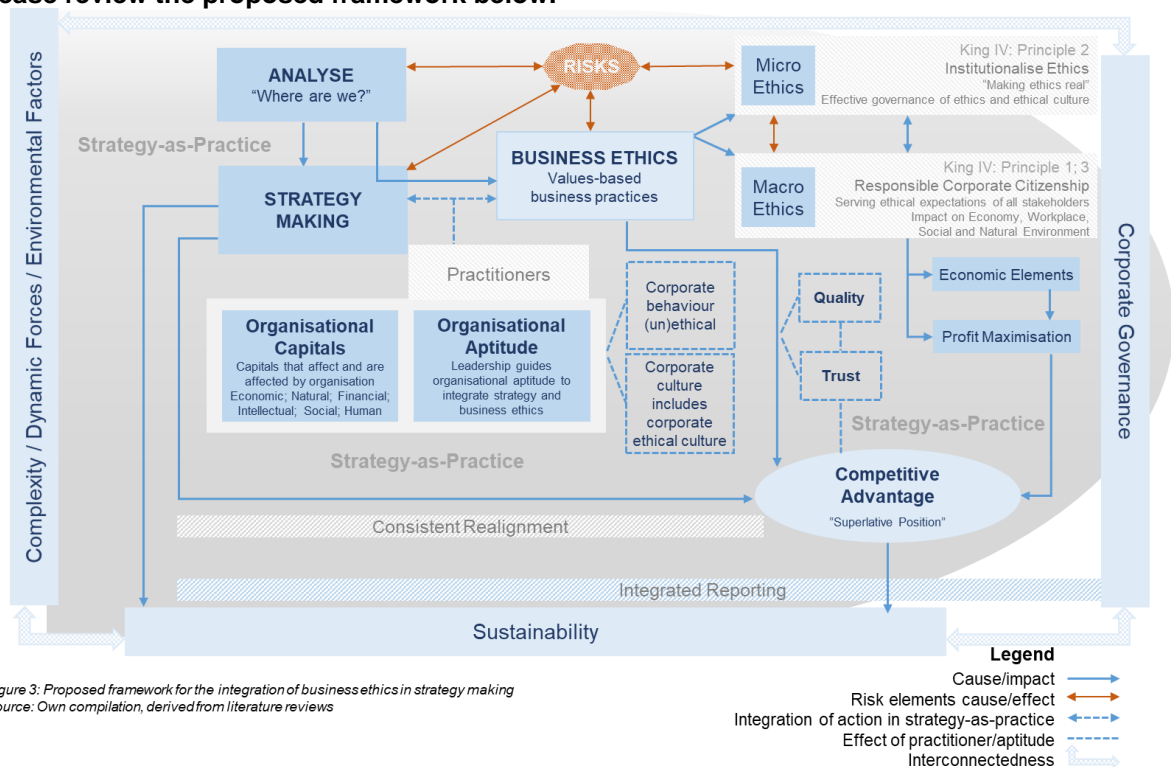 ease review the proposed framework below:
Complexity / Dynamic Forces / Environmental Factors
ANALYSE
“Where are we?”
RISKS
Micro
Ethics
King IV: Principle 2
Institutionalise Ethics
"Making ethics real"
Effective governance of ethics and ethical culture
Strategy-as-Practice
STRATEGY
MAKING
BUSINESS ETHICS
Values-based
business practices
Macro
Ethics
King IV: Principle 1; 3
Responsible Corporate Citizenship
Serving ethical expectations of all stakeholders
Impact on Economy, Workplace,
Social and Natural Environment
Corporate Governance
Practitioners
Organisational
Capitals
Capitals that affect and are
affected by organisation
Economic; Natural; Financial;
Intellectual; Social; Human
Organisational
Aptitude
Leadership guides
organisational aptitude to
integrate strategy and
business ethics
Corporate
behaviour
(un)ethical
Corporate
culture
includes
corporate
ethical culture
Quality
Trust
Economic Elements
Profit Maximisation
Strategy-as-Practice
Strategy-as-Practice
Competitive
Advantage
"Superlative Position"
Consistent Realignment
Integrated Reporting
Sustainability
gure 3: Proposed framework for the integration of business ethics in strategy making
ource: Own compilation, derived from literature reviews
Legend
Cause/impact
Risk elements cause/effect
Integration of action in strategy-as-practice
Effect of practitioner/aptitude
Interconnectedness